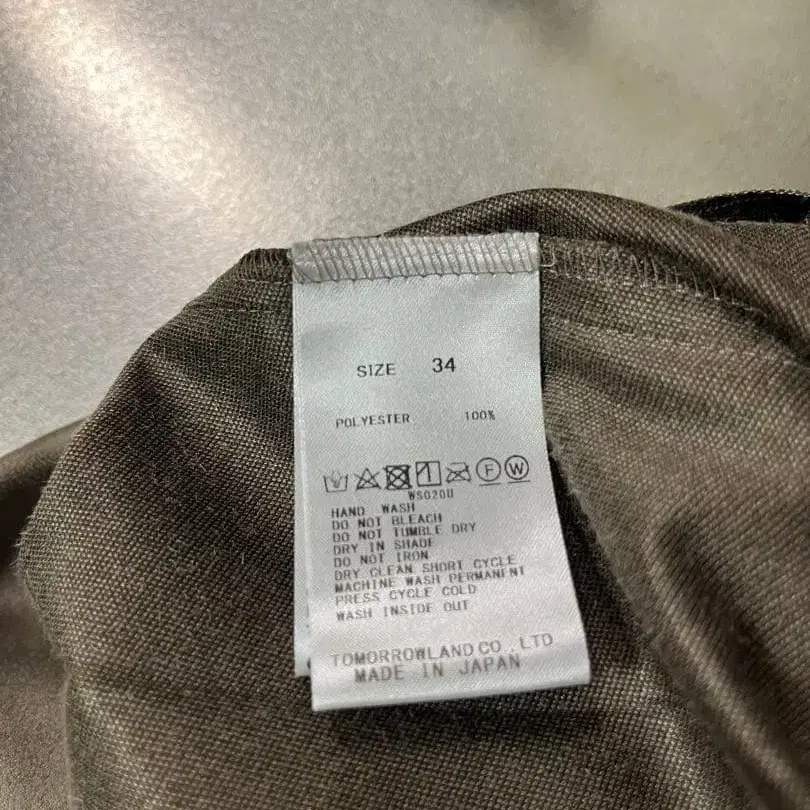 SIZE 34
POLYESTER 100%
F W
WS020U
HAND WASH
DO NOT BLEACH
DO NOT TUMBLE DRY
DRY IN SHADE
DO NOT IRON
DRY CLEAN SHORT CYCLE
MACHINE WASH PERMANENT
PRESS CYCLE COLD
WASH INSIDE OUT
TOMORROWLAND CO., LTD
MADE IN JAPAN